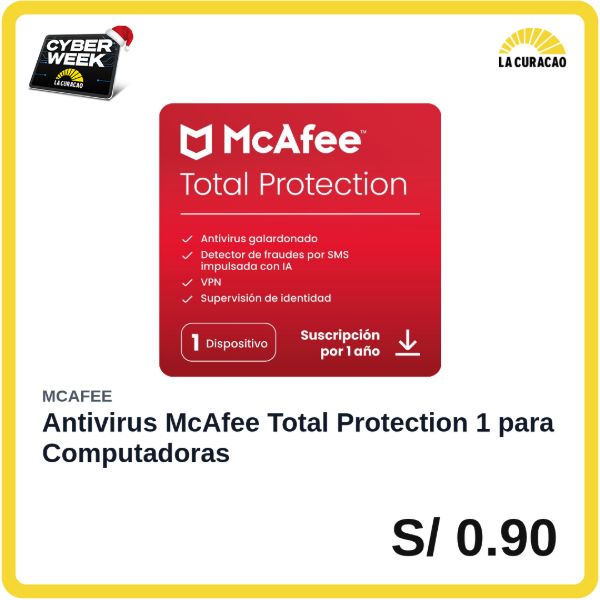 CYBER
WEEK
LA CURACAO
LA CURACAO
McAfee™
Total Protection
Antivirus galardonado
Detector de fraudes por SMS
impulsada con IA
VPN
Supervisión de identidad
1 Dispositivo
Suscripción
por 1 año
MCAFEE
Antivirus McAfee Total Protection 1 para
Computadoras
S/ 0.90